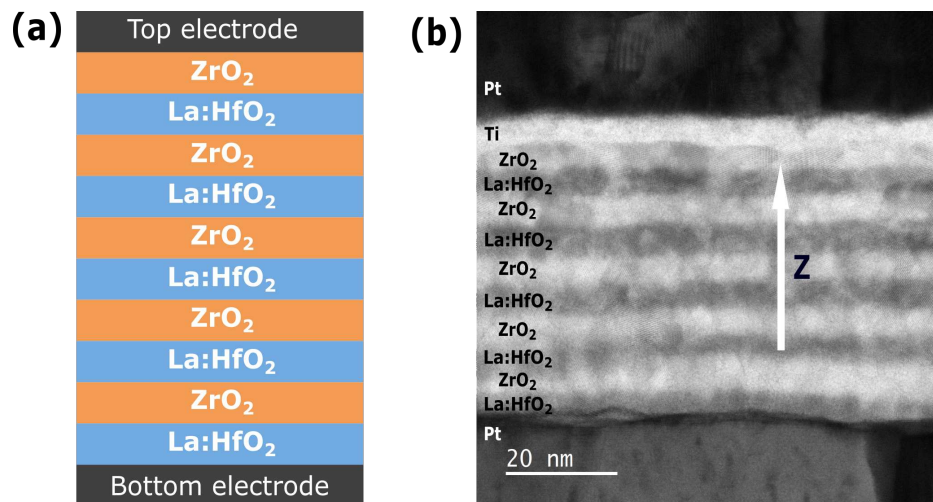 (a)
Top electrode
ZrO₂
La:HfO₂
ZrO₂
La:HfO₂
ZrO₂
La:HfO₂
ZrO₂
La:HfO₂
ZrO₂
La:HfO₂
Bottom electrode
(b)
Pt
Ti
ZrO₂
La:HfO₂
ZrO₂
La:HfO₂
ZrO₂
La:HfO₂
ZrO₂
La:HfO₂
ZrO₂
La:HfO₂
Pt
Z
20 nm